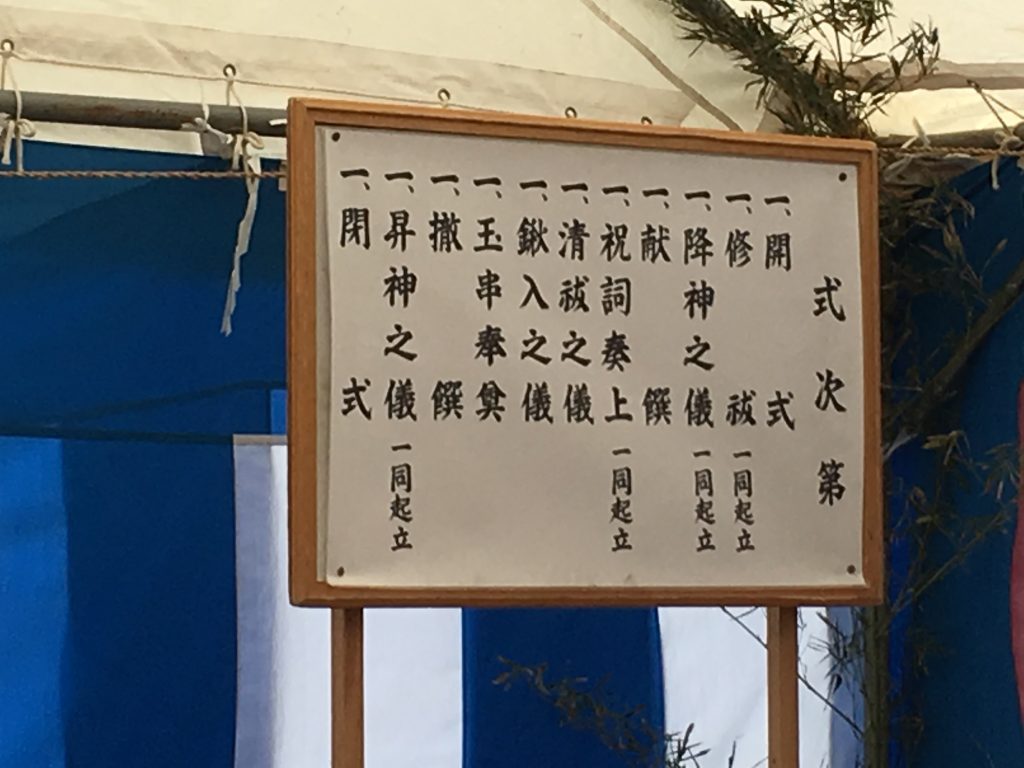 式次第
一、開式
一、修祓 一同起立
一、降神之儀 一同起立
一、献饌
一、祝詞奏上 一同起立
一、清祓之儀
一、鍬入之儀
一、玉串奉奠
一、撤饌
一、昇神之儀 一同起立
一、閉式